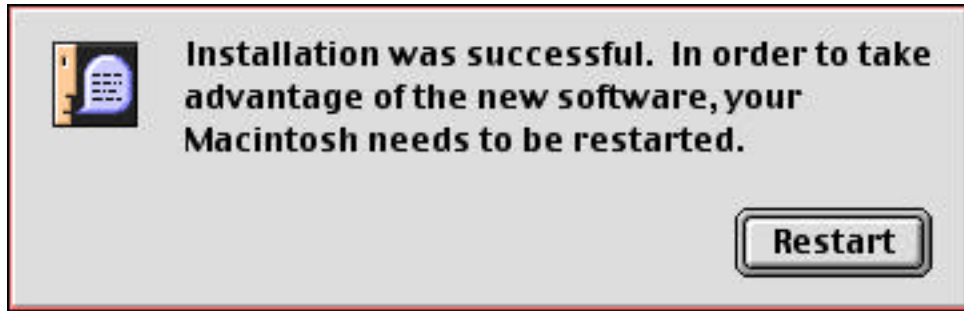 Installation was successful.  In order to take
advantage of the new software, your
Macintosh needs to be restarted.
Restart